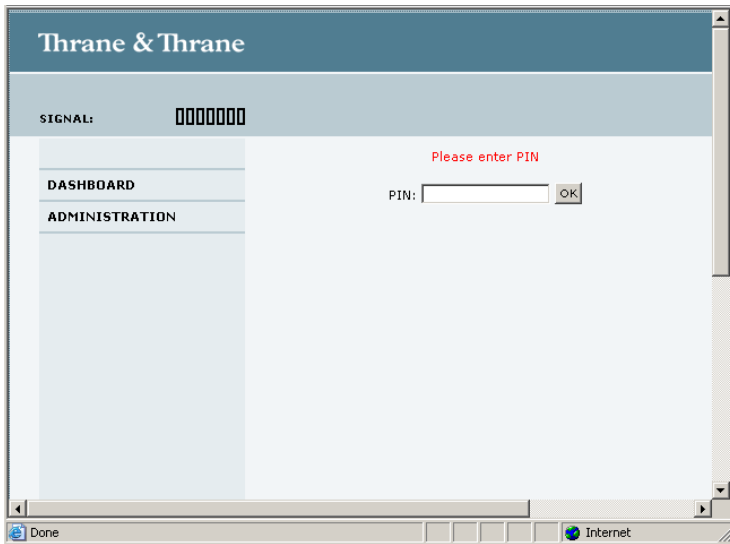 Thrane & Thrane
SIGNAL:
Please enter PIN
DASHBOARD
PIN: OK
ADMINISTRATION
Done Internet